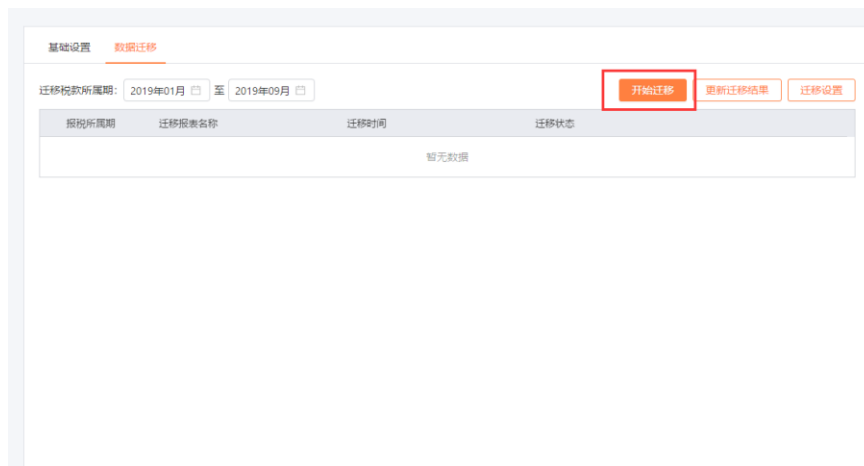 基础设置 数据迁移
迁移税款所属期： 2019年01月 至 2019年09月 开始迁移 更新迁移结果 迁移设置
报税所属期 迁移报表名称 迁移时间 迁移状态
暂无数据